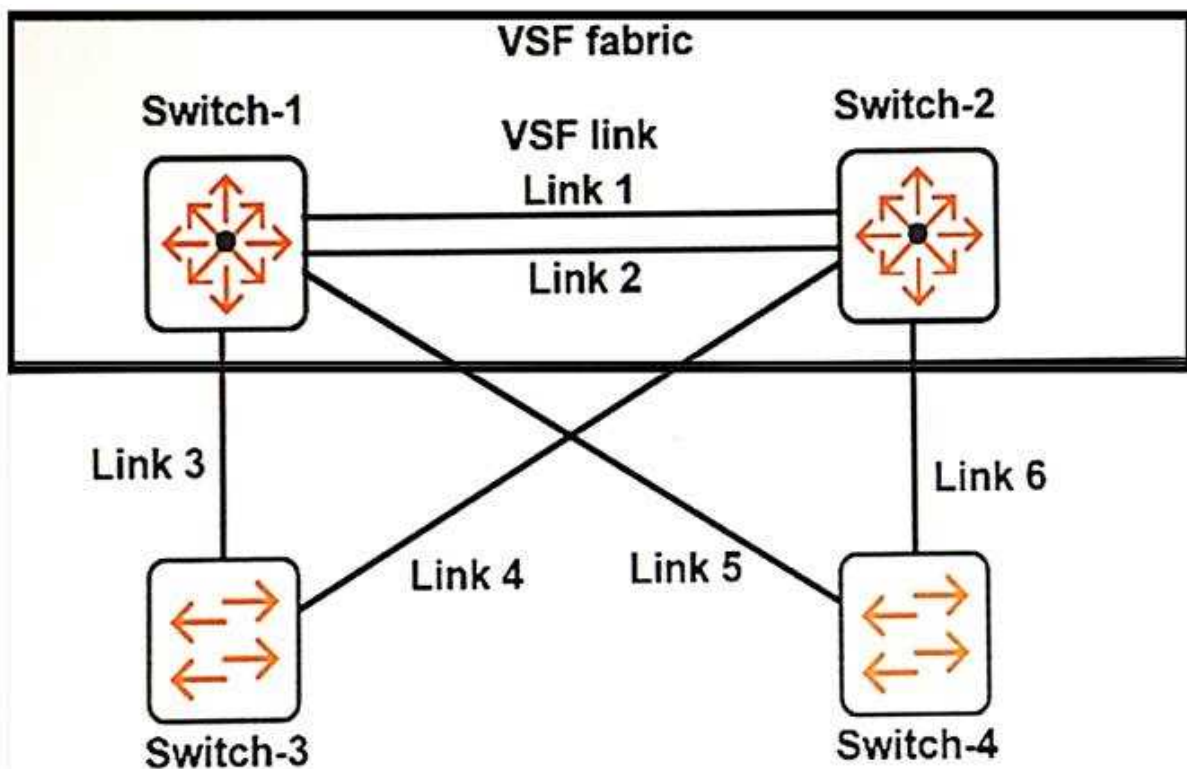 VSF fabric
Switch-1
Switch-2
VSF link
Link 1
Link 2
Link 3
Link 4
Link 5
Link 6
Switch-3
Switch-4